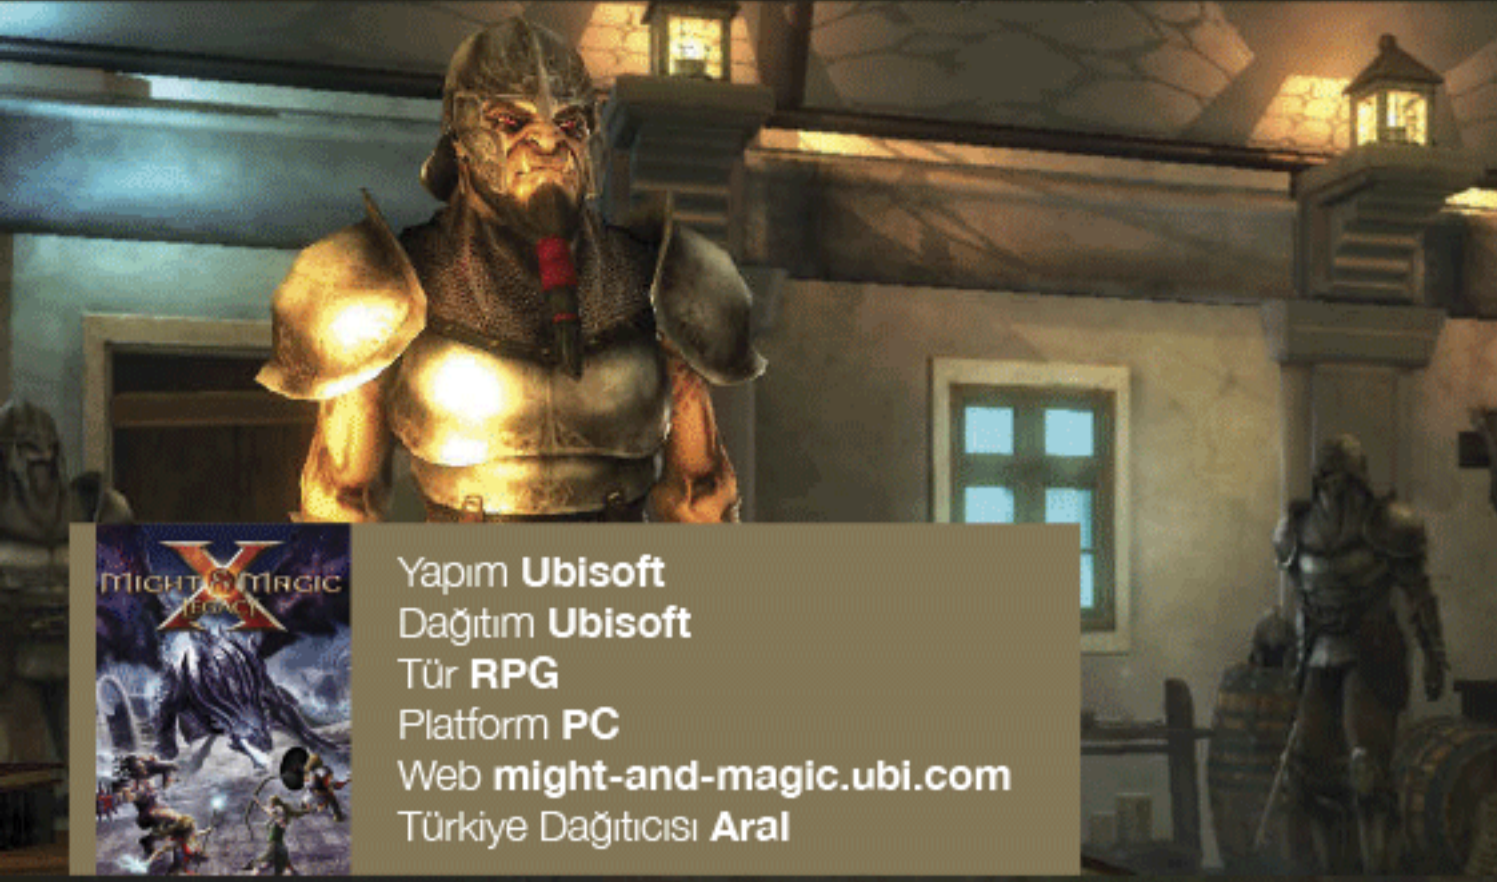 MIGHT & MAGIC
X
LEGACY
Yapım Ubisoft
Dağıtım Ubisoft
Tür RPG
Platform PC
Web might-and-magic.ubi.com
Türkiye Dağıtıcısı Aral